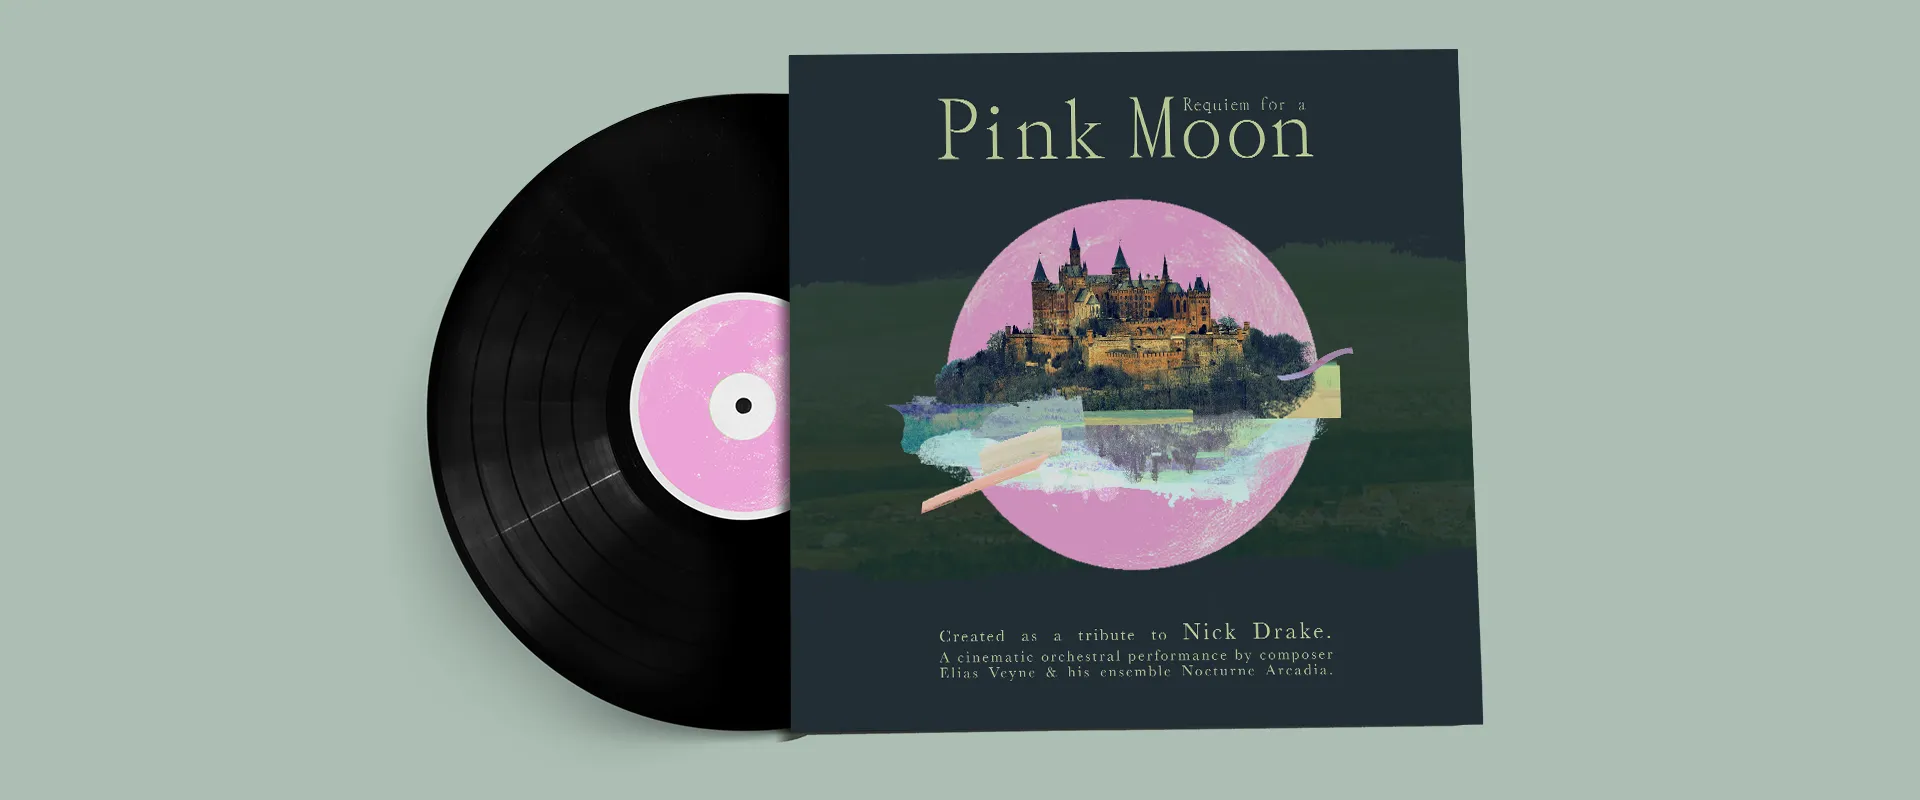 Requiem for a
Pink Moon
Created as a tribute to Nick Drake.
A cinematic orchestral performance by composer
Elias Veyne & his ensemble Nocturne Arcadia.